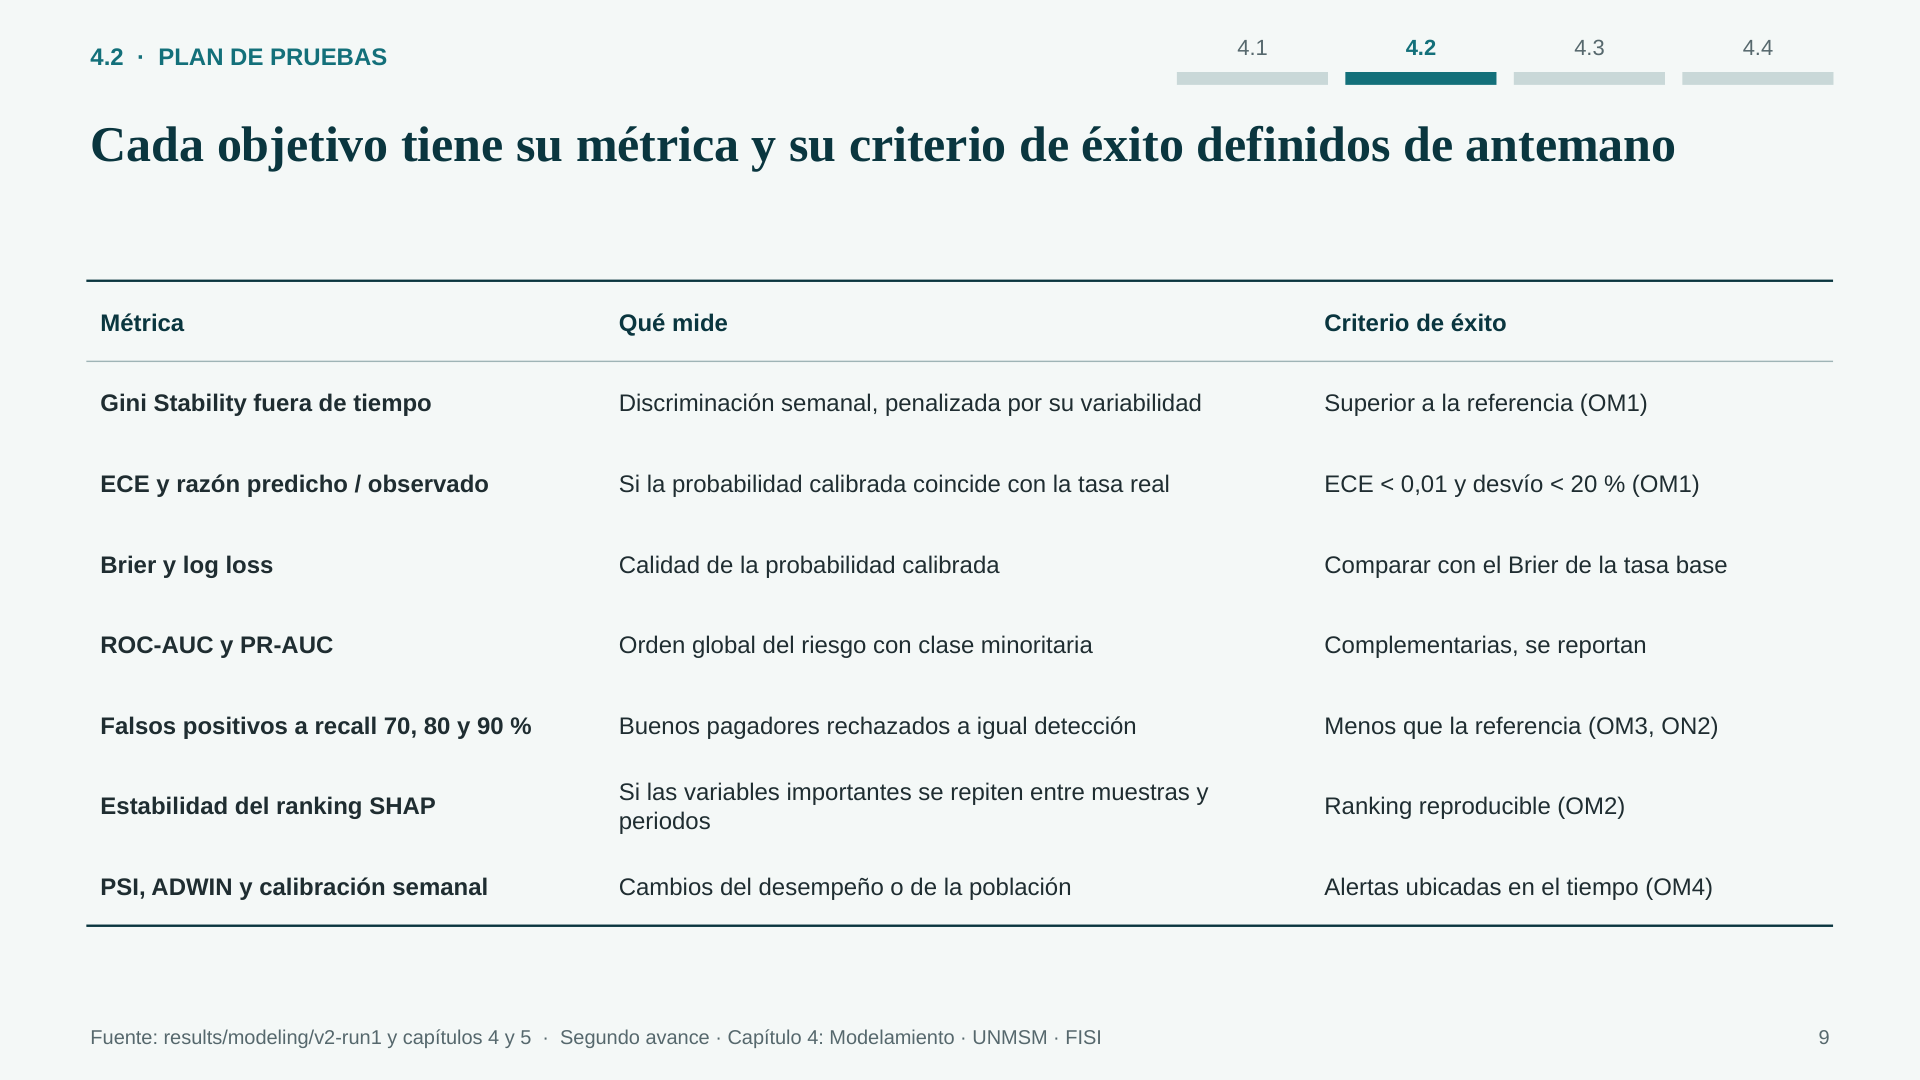 4.2 · PLAN DE PRUEBAS
4.1 4.2 4.3 4.4
Cada objetivo tiene su métrica y su criterio de éxito definidos de antemano
Métrica Qué mide Criterio de éxito
Gini Stability fuera de tiempo Discriminación semanal, penalizada por su variabilidad Superior a la referencia (OM1)
ECE y razón predicho / observado Si la probabilidad calibrada coincide con la tasa real ECE < 0,01 y desvío < 20 % (OM1)
Brier y log loss Calidad de la probabilidad calibrada Comparar con el Brier de la tasa base
ROC-AUC y PR-AUC Orden global del riesgo con clase minoritaria Complementarias, se reportan
Falsos positivos a recall 70, 80 y 90 % Buenos pagadores rechazados a igual detección Menos que la referencia (OM3, ON2)
Estabilidad del ranking SHAP Si las variables importantes se repiten entre muestras y
periodos Ranking reproducible (OM2)
PSI, ADWIN y calibración semanal Cambios del desempeño o de la población Alertas ubicadas en el tiempo (OM4)
Fuente: results/modeling/v2-run1 y capítulos 4 y 5 · Segundo avance · Capítulo 4: Modelamiento · UNMSM · FISI 9